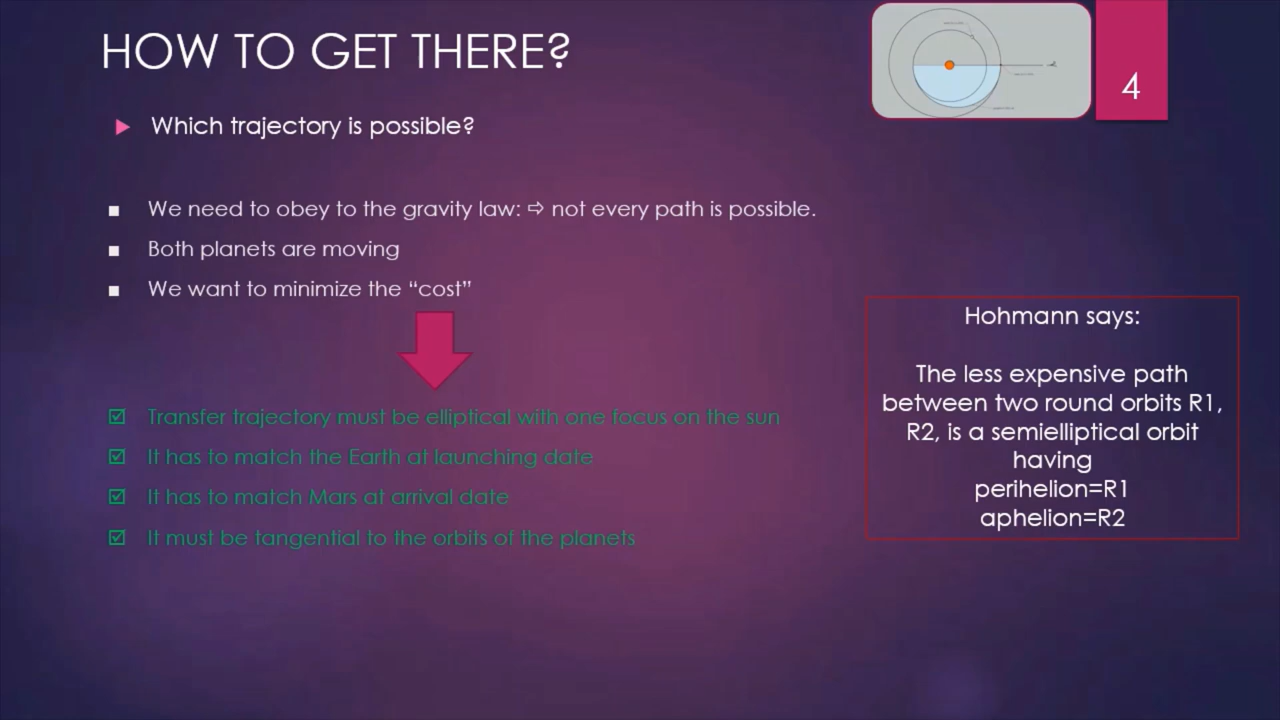 HOW TO GET THERE?
4
Which trajectory is possible?
We need to obey to the gravity law: ⇨ not every path is possible.
Both planets are moving
We want to minimize the “cost”
Transfer trajectory must be elliptical with one focus on the sun
It has to match the Earth at launching date
It has to match Mars at arrival date
It must be tangential to the orbits of the planets
Hohmann says:
The less expensive path
between two round orbits R1,
R2, is a semielliptical orbit
having
perihelion=R1
aphelion=R2